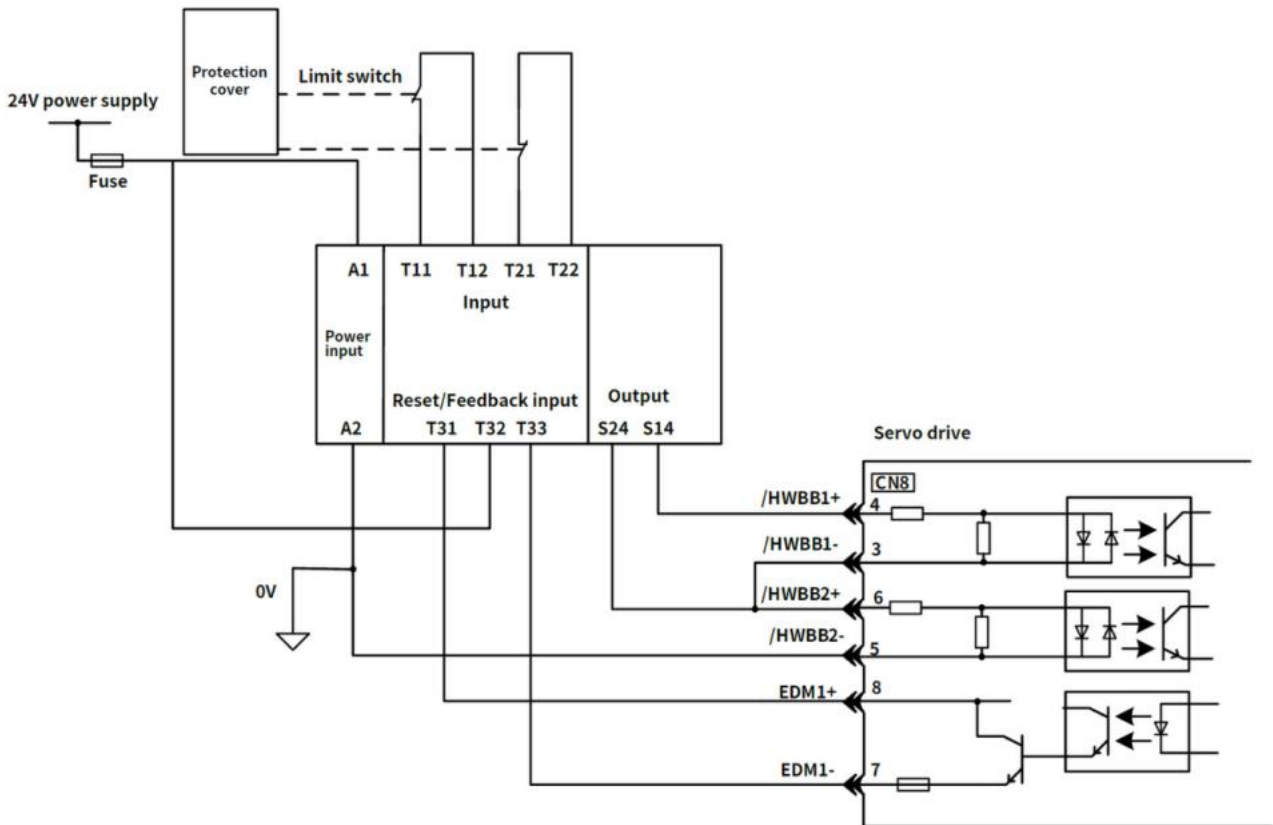 Protection
cover
Limit switch
24V power supply
Fuse
A1 T11 T12 T21 T22
Input
Power
input
Reset/Feedback input
Output
A2 T31 T32 T33 S24 S14
Servo drive
CN8
/HWBB1+ 4
/HWBB1- 3
/HWBB2+ 6
0V
/HWBB2- 5
EDM1+ 8
EDM1- 7